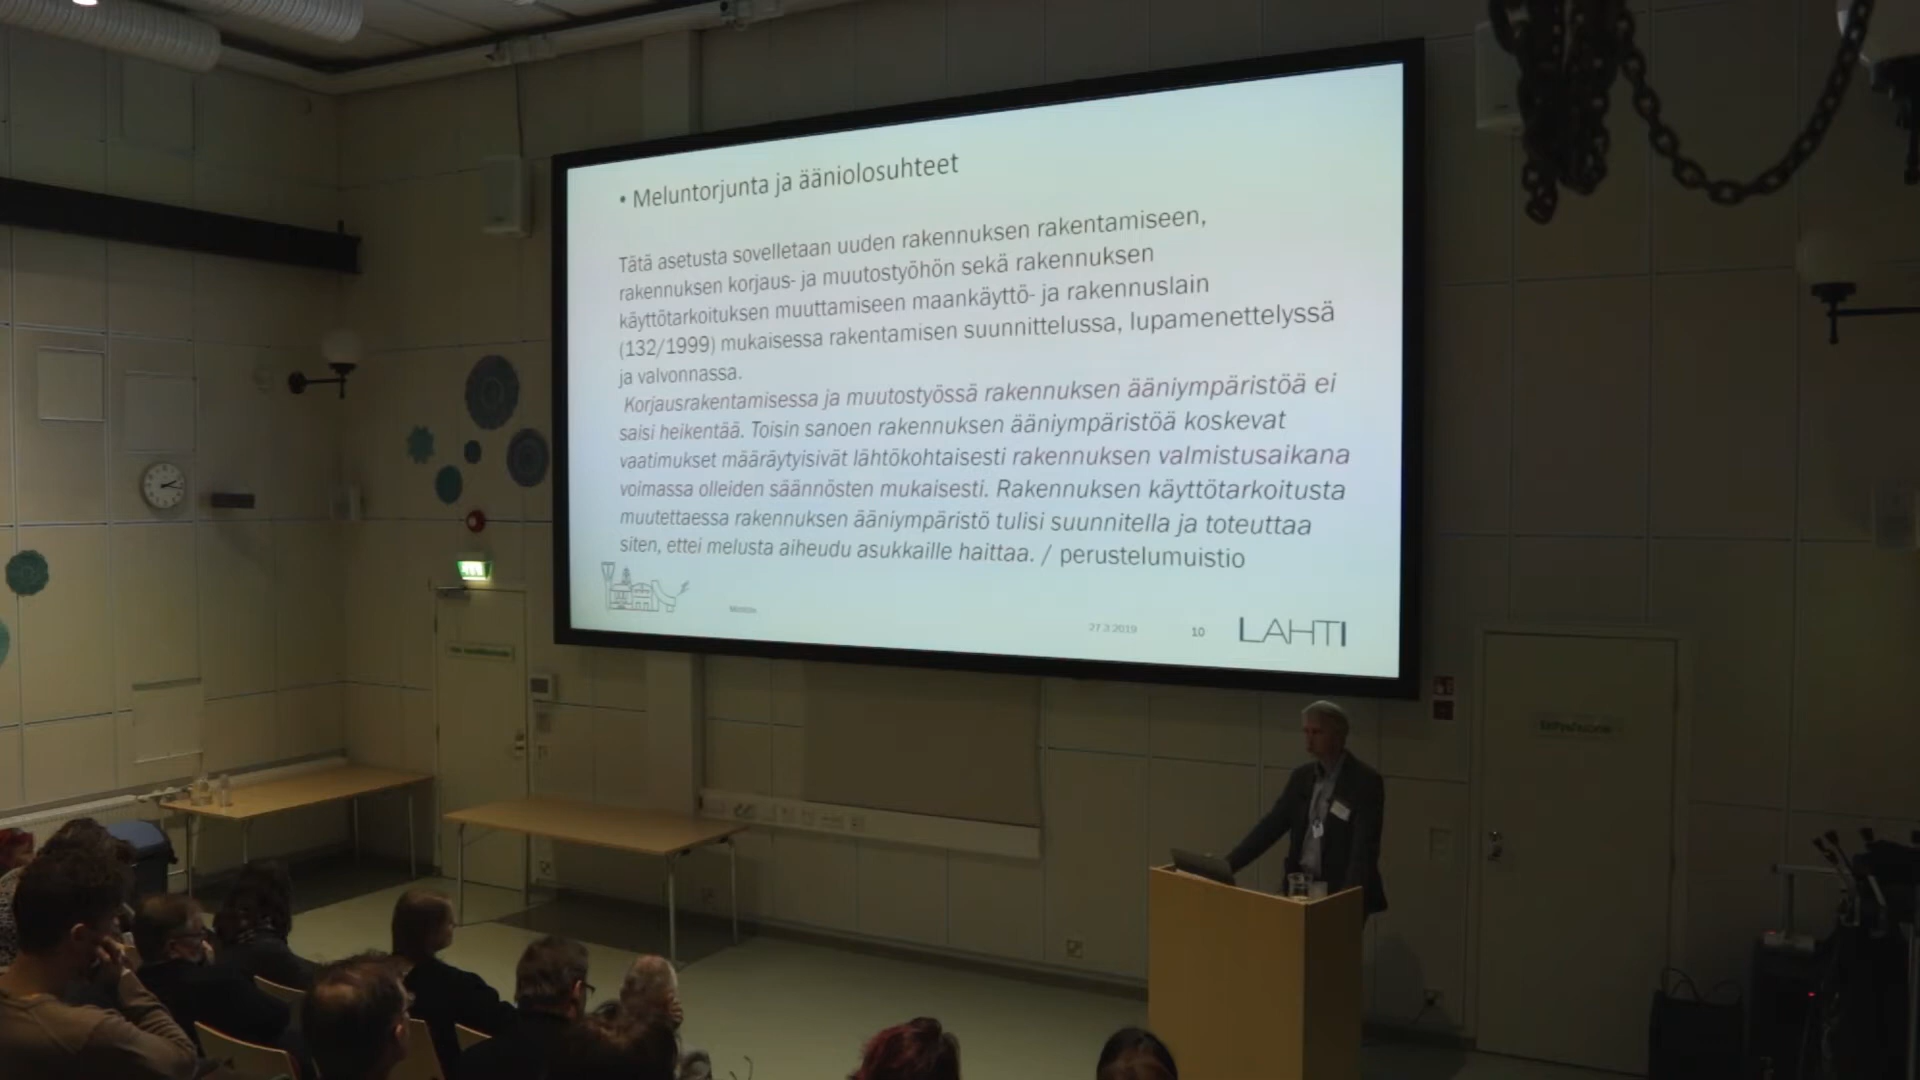 • Meluntorjunta ja ääniolosuhteet
Tätä asetusta sovelletaan uuden rakennuksen rakentamiseen,
rakennuksen korjaus- ja muutostyöhön sekä rakennuksen
käyttötarkoituksen muuttamiseen maankäyttö- ja rakennuslain
(132/1999) mukaisessa rakentamisen suunnittelussa, lupamenettelyssä
ja valvonnassa.
Korjausrakentamisessa ja muutostyössä rakennuksen ääniympäristöä ei
saisi heikentää. Toisin sanoen rakennuksen ääniympäristöä koskevat
vaatimukset määräytyisivät lähtökohtaisesti rakennuksen valmistusaikana
voimassa olleiden säännösten mukaisesti. Rakennuksen käyttötarkoitusta
muutettaessa rakennuksen ääniympäristö tulisi suunnitella ja toteuttaa
siten, ettei melusta aiheudu asukkaille haittaa. / perustelumuistio
27.3.2019
10
LAHTI